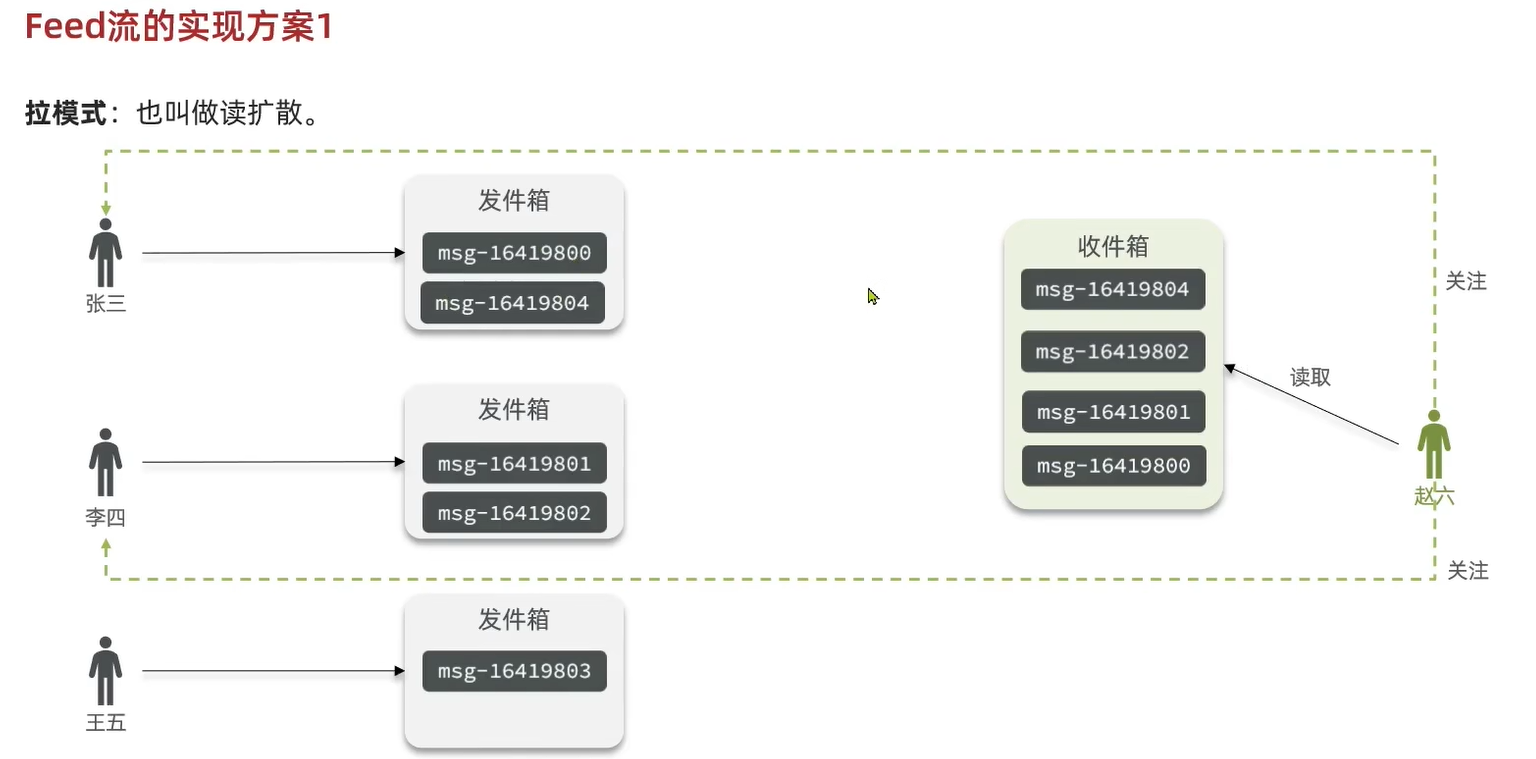 Feed流的实现方案1
拉模式：也叫做读扩散。
发件箱
msg-16419800
msg-16419804
张三
发件箱
msg-16419801
msg-16419802
李四
发件箱
msg-16419803
王五
收件箱
msg-16419804
msg-16419802
msg-16419801
msg-16419800
关注
读取
赵六
关注